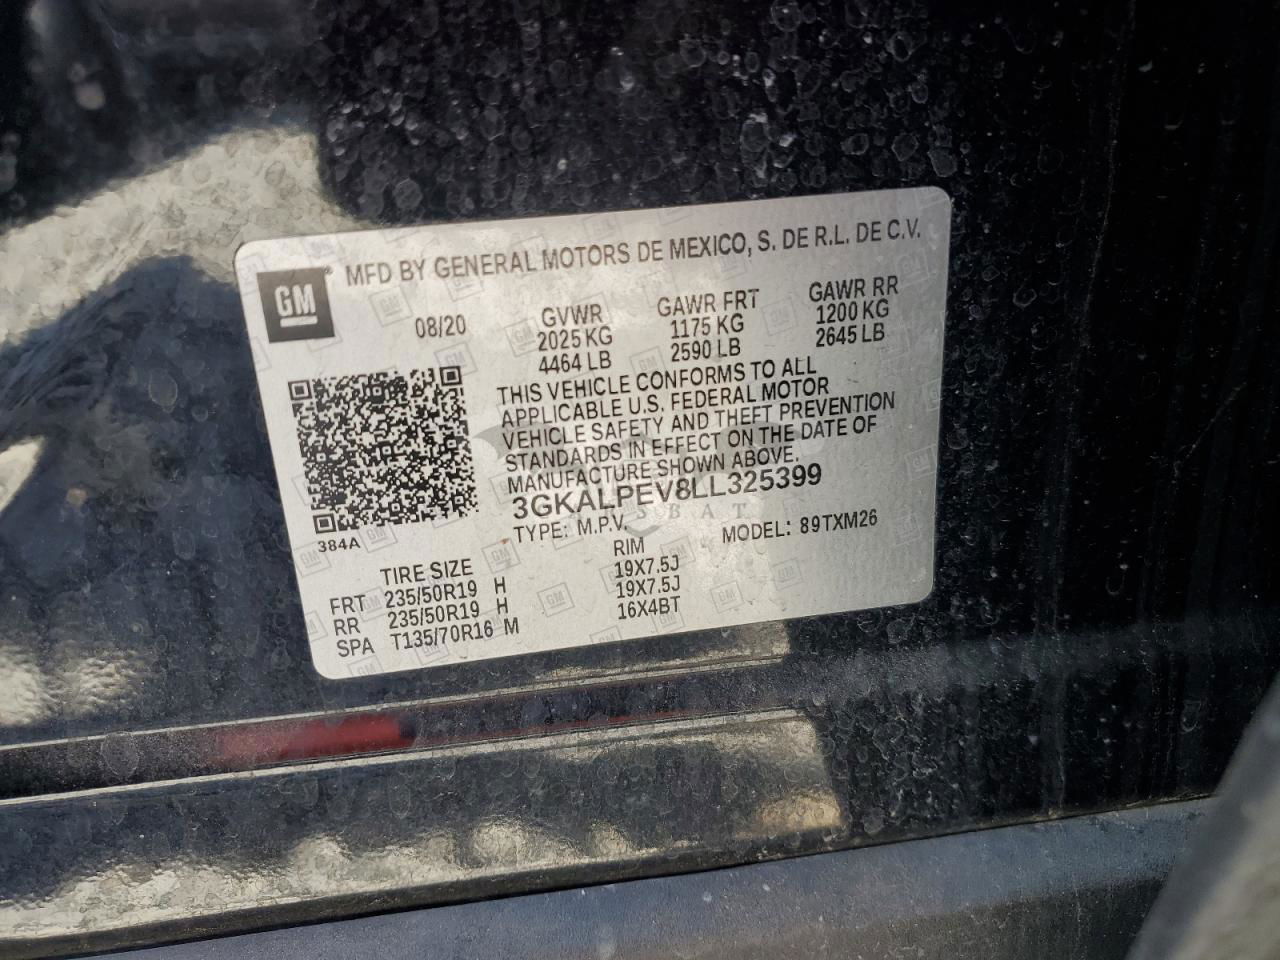 GM
MFD BY GENERAL MOTORS DE MEXICO, S. DE R.L. DE C.V.
08/20
GVWR GAWR FRT GAWR RR
2025 KG 1175 KG 1200 KG
4464 LB 2590 LB 2645 LB
THIS VEHICLE CONFORMS TO ALL
APPLICABLE U.S. FEDERAL MOTOR
VEHICLE SAFETY AND THEFT PREVENTION
STANDARDS IN EFFECT ON THE DATE OF
MANUFACTURE SHOWN ABOVE.
3GKALPEV8LL325399
TYPE: M.P.V. MODEL: 89TXM26
384A
TIRE SIZE RIM
FRT 235/50R19 H 19X7.5J
RR 235/50R19 H 19X7.5J
SPA T135/70R16 M 16X4BT